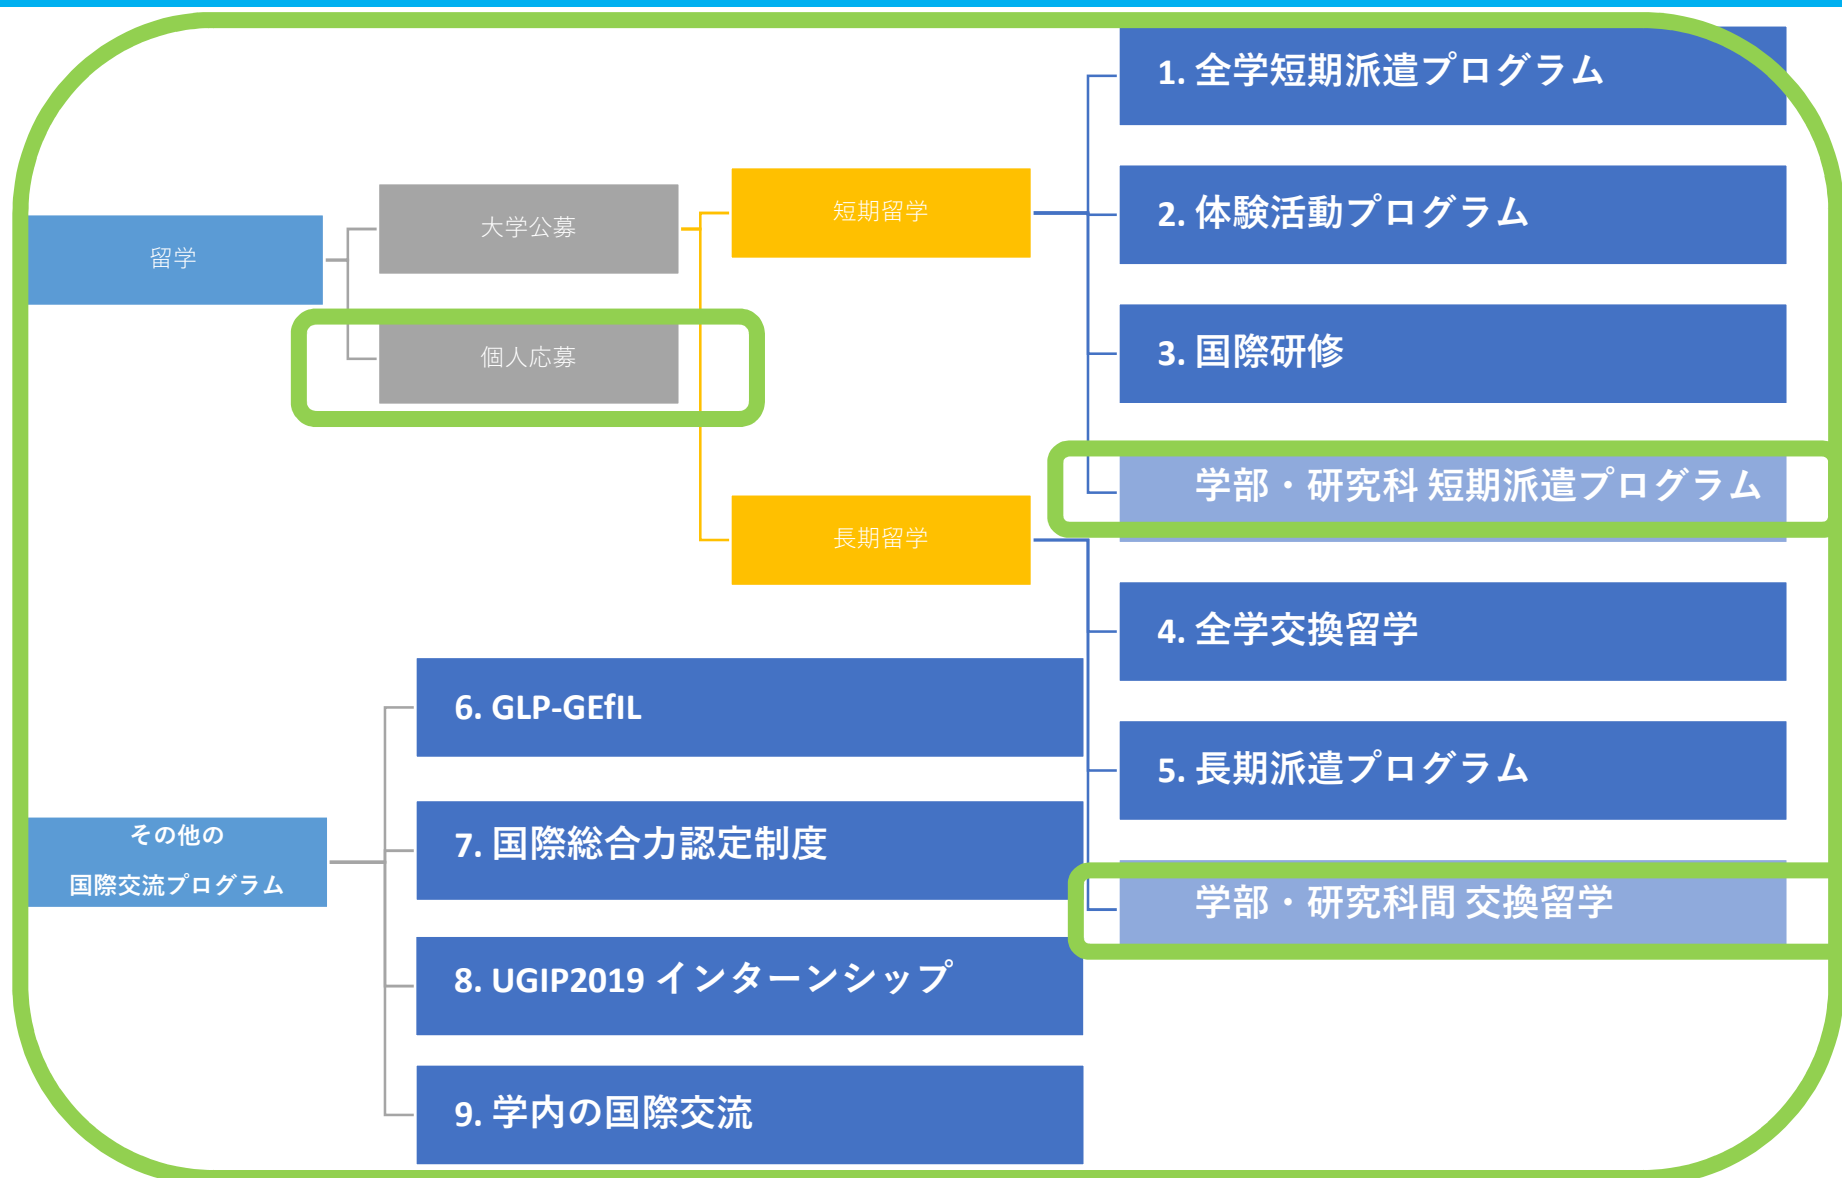 留学
大学公募
個人応募
短期留学
長期留学
1. 全学短期派遣プログラム
2. 体験活動プログラム
3. 国際研修
学部・研究科 短期派遣プログラム
4. 全学交換留学
5. 長期派遣プログラム
学部・研究科間 交換留学
その他の
国際交流プログラム
6. GLP-GEfIL
7. 国際総合力認定制度
8. UGIP2019 インターンシップ
9. 学内の国際交流